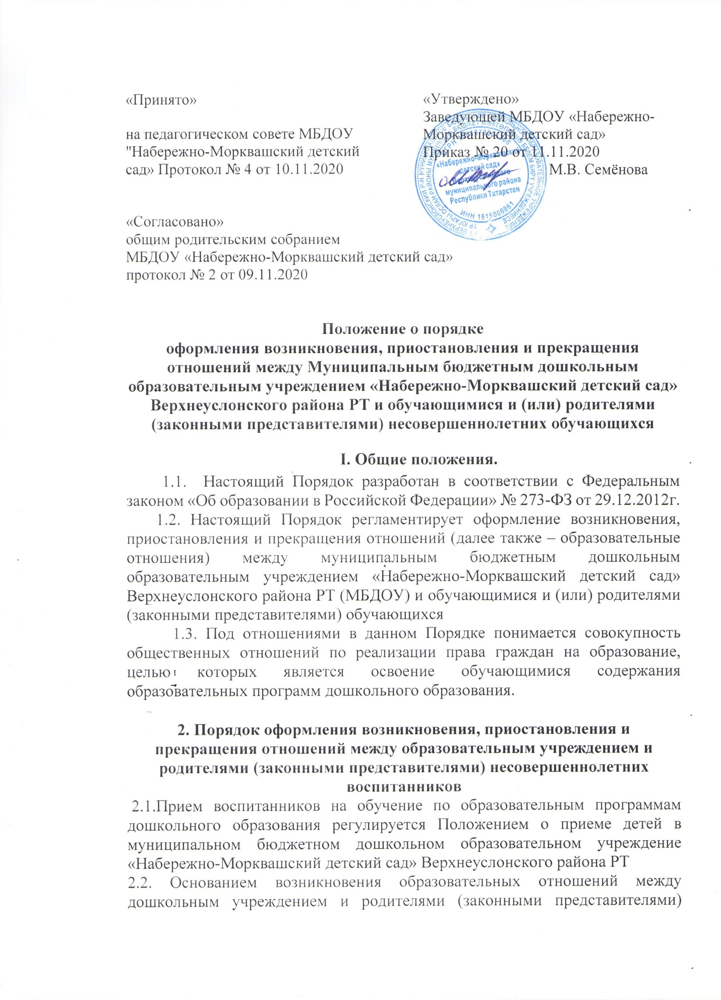 «Принято»
на педагогическом совете МБДОУ
"Набережно-Морквашский детский
сад» Протокол № 4 от 10.11.2020
«Утверждено»
Заведующей МБДОУ «Набережно-
Морквашский детский сад»
Приказ № 20 от 11.11.2020
М.В. Семёнова
«Набережно-Морквашский
детский сад»
Верхнеуслонского
муниципального района
Республики Татарстан
ИНН 1615006961
«Согласовано»
общим родительским собранием
МБДОУ «Набережно-Морквашский детский сад»
протокол № 2 от 09.11.2020
Положение о порядке
оформления возникновения, приостановления и прекращения
отношений между Муниципальным бюджетным дошкольным
образовательным учреждением «Набережно-Морквашский детский сад»
Верхнеуслонского района РТ и обучающимися и (или) родителями
(законными представителями) несовершеннолетних обучающихся
I. Общие положения.
1.1. Настоящий Порядок разработан в соответствии с Федеральным
законом «Об образовании в Российской Федерации» № 273-ФЗ от 29.12.2012г.
1.2. Настоящий Порядок регламентирует оформление возникновения,
приостановления и прекращения отношений (далее также – образовательные
отношения) между муниципальным бюджетным дошкольным
образовательным учреждением «Набережно-Морквашский детский сад»
Верхнеуслонского района РТ (МБДОУ) и обучающимися и (или) родителями
(законными представителями) обучающихся
1.3. Под отношениями в данном Порядке понимается совокупность
общественных отношений по реализации права граждан на образование,
целью которых является освоение обучающимися содержания
образовательных программ дошкольного образования.
2. Порядок оформления возникновения, приостановления и
прекращения отношений между образовательным учреждением и
родителями (законными представителями) несовершеннолетних
воспитанников
2.1.Прием воспитанников на обучение по образовательным программам
дошкольного образования регулируется Положением о приеме детей в
муниципальном бюджетном дошкольном образовательном учреждение
«Набережно-Морквашский детский сад» Верхнеуслонского района РТ
2.2. Основанием возникновения образовательных отношений между
дошкольным учреждением и родителями (законными представителями)